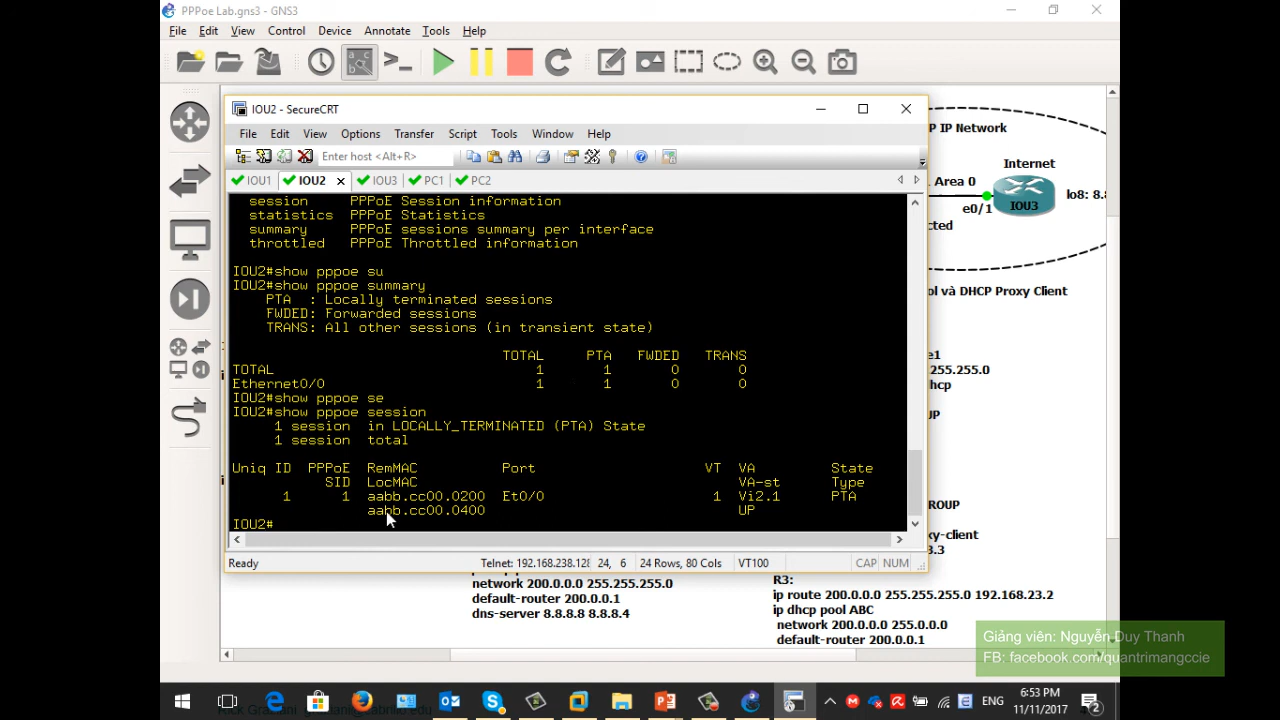 PPPoe Lab.gns3 - GNS3
File Edit View Control Device Annotate Tools Help
IOU2 - SecureCRT
File Edit View Options Transfer Script Tools Window Help
Enter host <Alt+R>
IOU1 IOU2 IOU3 PC1 PC2
session PPPoE Session information
statistics PPPoE Statistics
summary PPPoE sessions summary per interface
throttled PPPoE Throttled information
IOU2#show pppoe su
IOU2#show pppoe summary
PTA : Locally terminated sessions
FWDED: Forwarded sessions
TRANS: All other sessions (in transient state)
TOTAL PTA FWDED TRANS
TOTAL 1 1 0 0
Ethernet0/0 1 1 0 0
IOU2#show pppoe se
IOU2#show pppoe session
1 session in LOCALLY_TERMINATED (PTA) State
1 session total
Uniq ID PPPoE RemMAC Port VT VA State
SID LocMAC VA-st Type
1 1 aabb.cc00.0200 Et0/0 1 Vi2.1 PTA
aabb.cc00.0400 UP
IOU2#
Ready Telnet: 192.168.238.128 24, 6 24 Rows, 80 Cols VT100 CAP NUM
P IP Network
Internet
Area 0
IOU3
lo8: 8.8
e0/1
cted
ol và DHCP Proxy Client
e1
255.255.0
dhcp
UP
ROUP
xy-client
3.3
network 200.0.0.0 255.255.255.0
default-router 200.0.0.1
dns-server 8.8.8.8 8.8.8.4
R3:
ip route 200.0.0.0 255.255.255.0 192.168.23.2
ip dhcp pool ABC
network 200.0.0.0 255.0.0.0
default-router 200.0.0.1
Giảng viên: Nguyễn Duy Thanh
FB: facebook.com/quantrimangccie
ENG
6:53 PM
11/11/2017
2